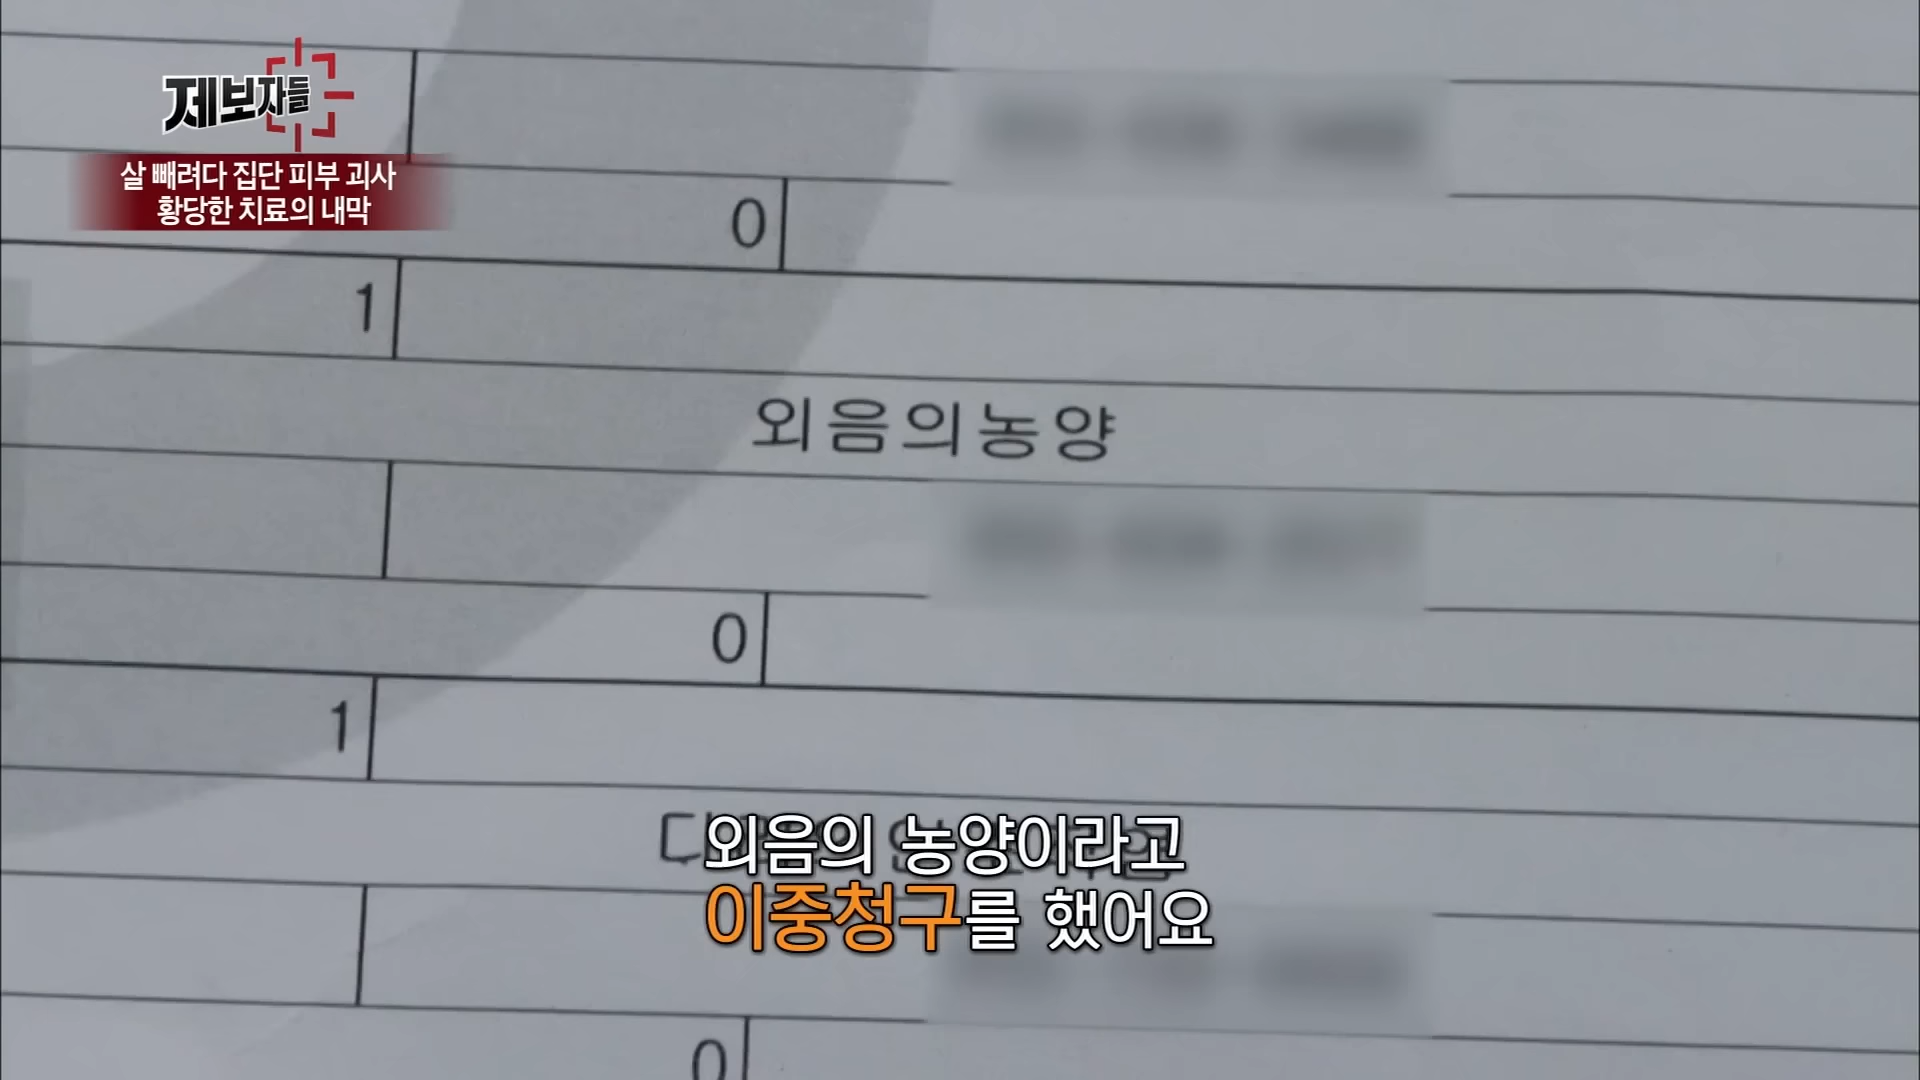 제보자들
살 빼려다 집단 피부 괴사
황당한 치료의 내막
0
1
외음의농양
0
1
외음의 농양이라고
이중청구를 했어요
0